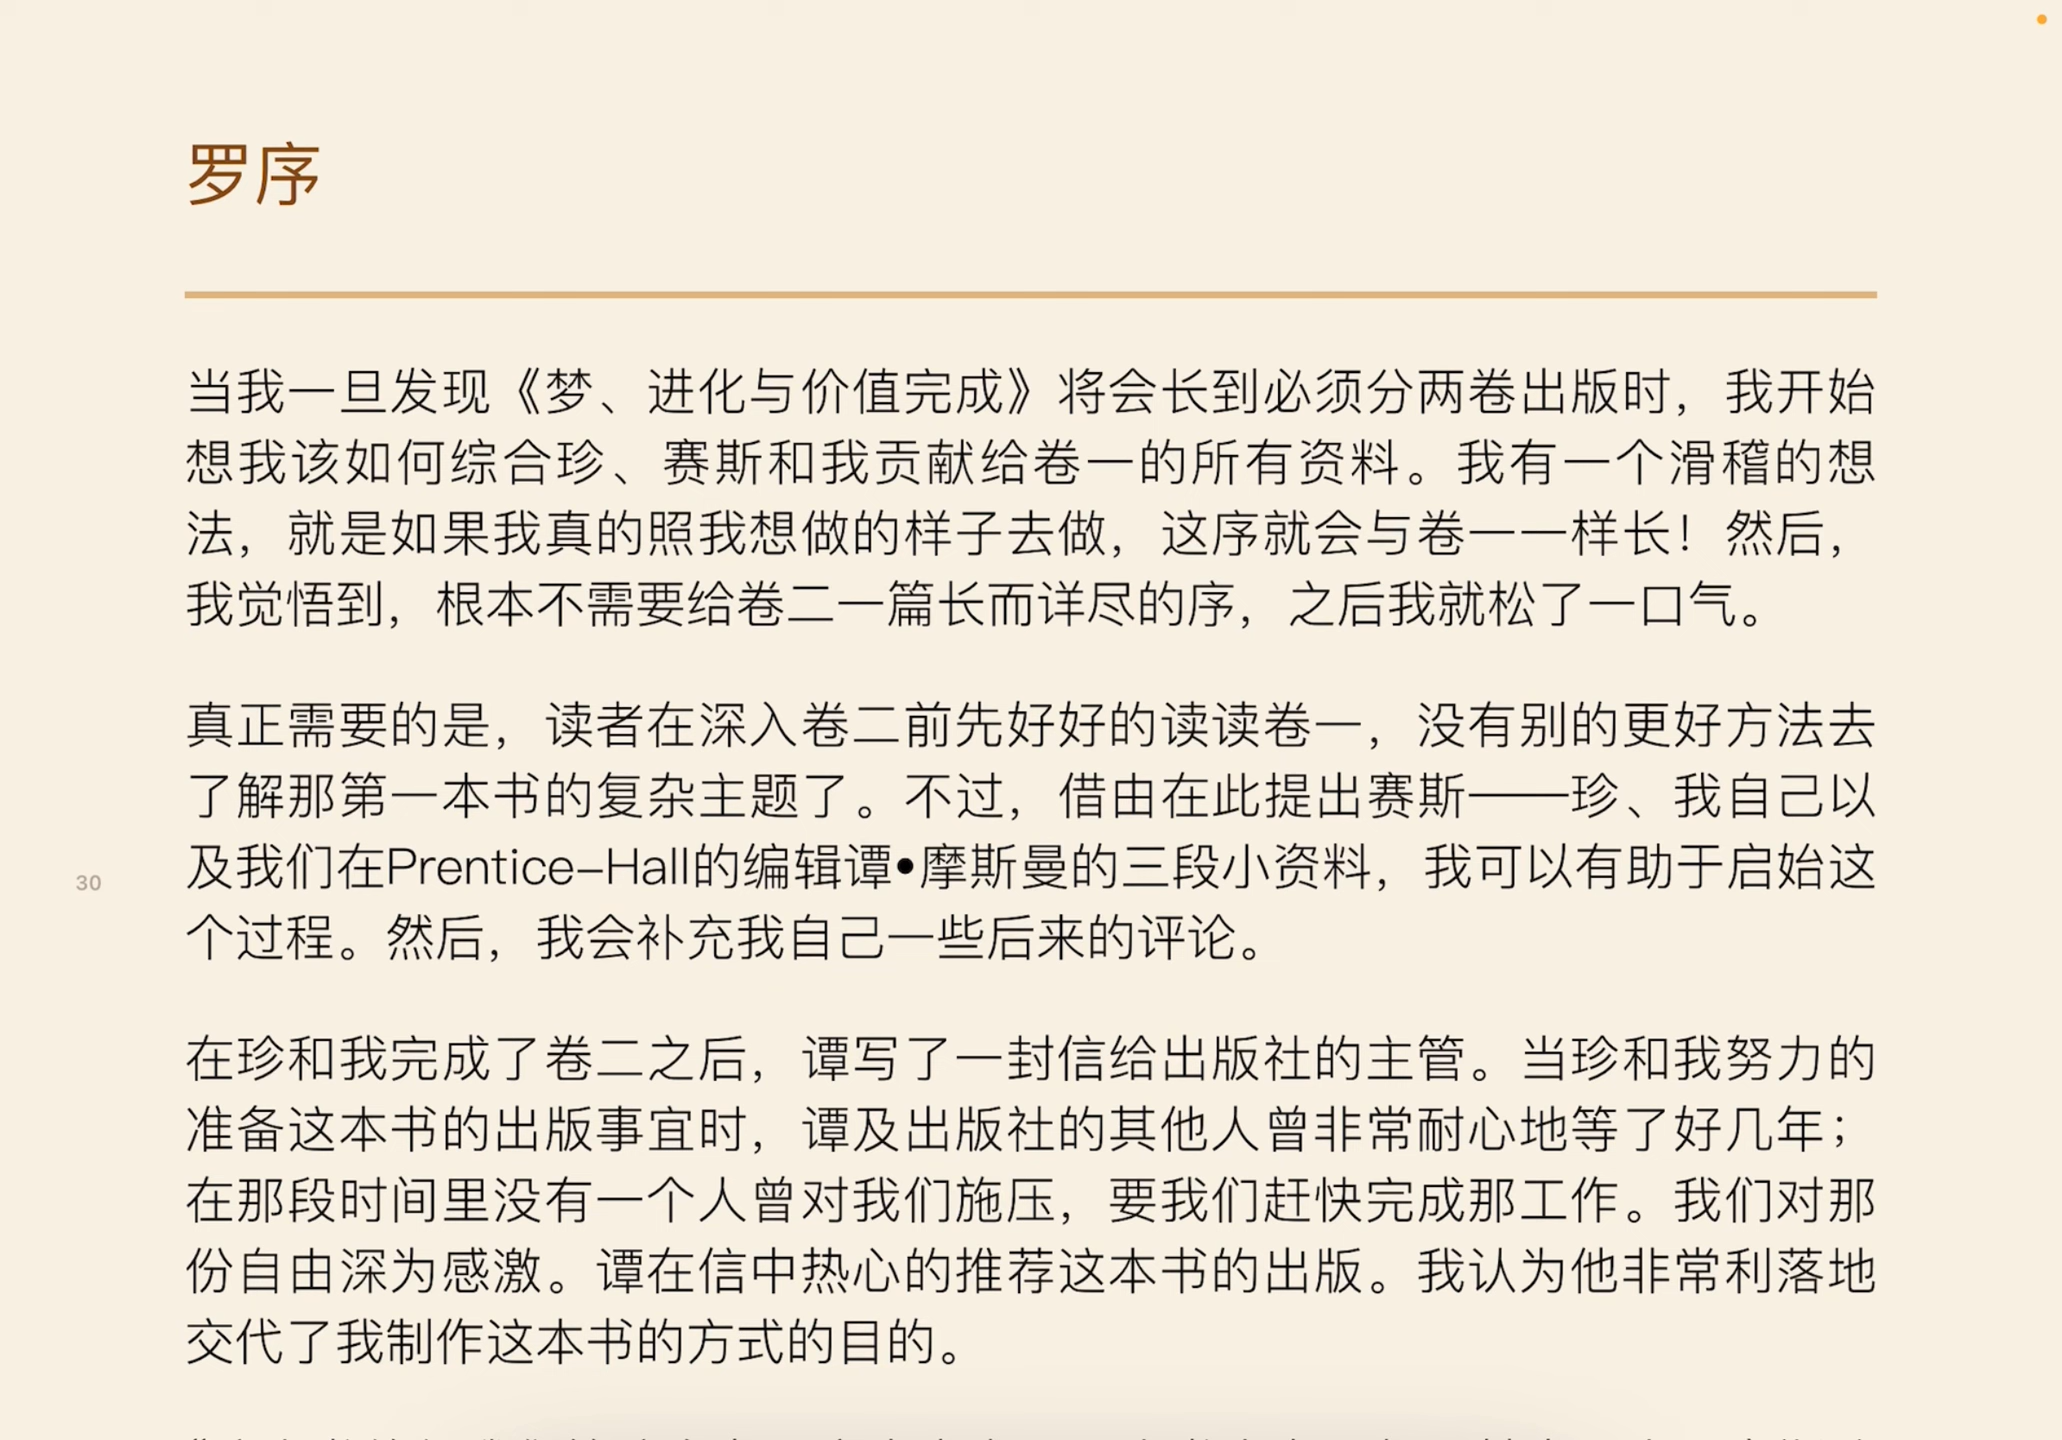 罗序
当我一旦发现《梦、进化与价值完成》将会长到必须分两卷出版时，我开始
想我该如何综合珍、赛斯和我贡献给卷一的所有资料。我有一个滑稽的想
法，就是如果我真的照我想做的样子去做，这序就会与卷一一样长！然后，
我觉悟到，根本不需要给卷二一篇长而详尽的序，之后我就松了一口气。
真正需要的是，读者在深入卷二前先好好的读读卷一，没有别的更好方法去
了解那第一本书的复杂主题了。不过，借由在此提出赛斯——珍、我自己以
及我们在Prentice–Hall的编辑谭•摩斯曼的三段小资料，我可以有助于启始这
30
个过程。然后，我会补充我自己一些后来的评论。
在珍和我完成了卷二之后，谭写了一封信给出版社的主管。当珍和我努力的
准备这本书的出版事宜时，谭及出版社的其他人曾非常耐心地等了好几年；
在那段时间里没有一个人曾对我们施压，要我们赶快完成那工作。我们对那
份自由深为感激。谭在信中热心的推荐这本书的出版。我认为他非常利落地
交代了我制作这本书的方式的目的。